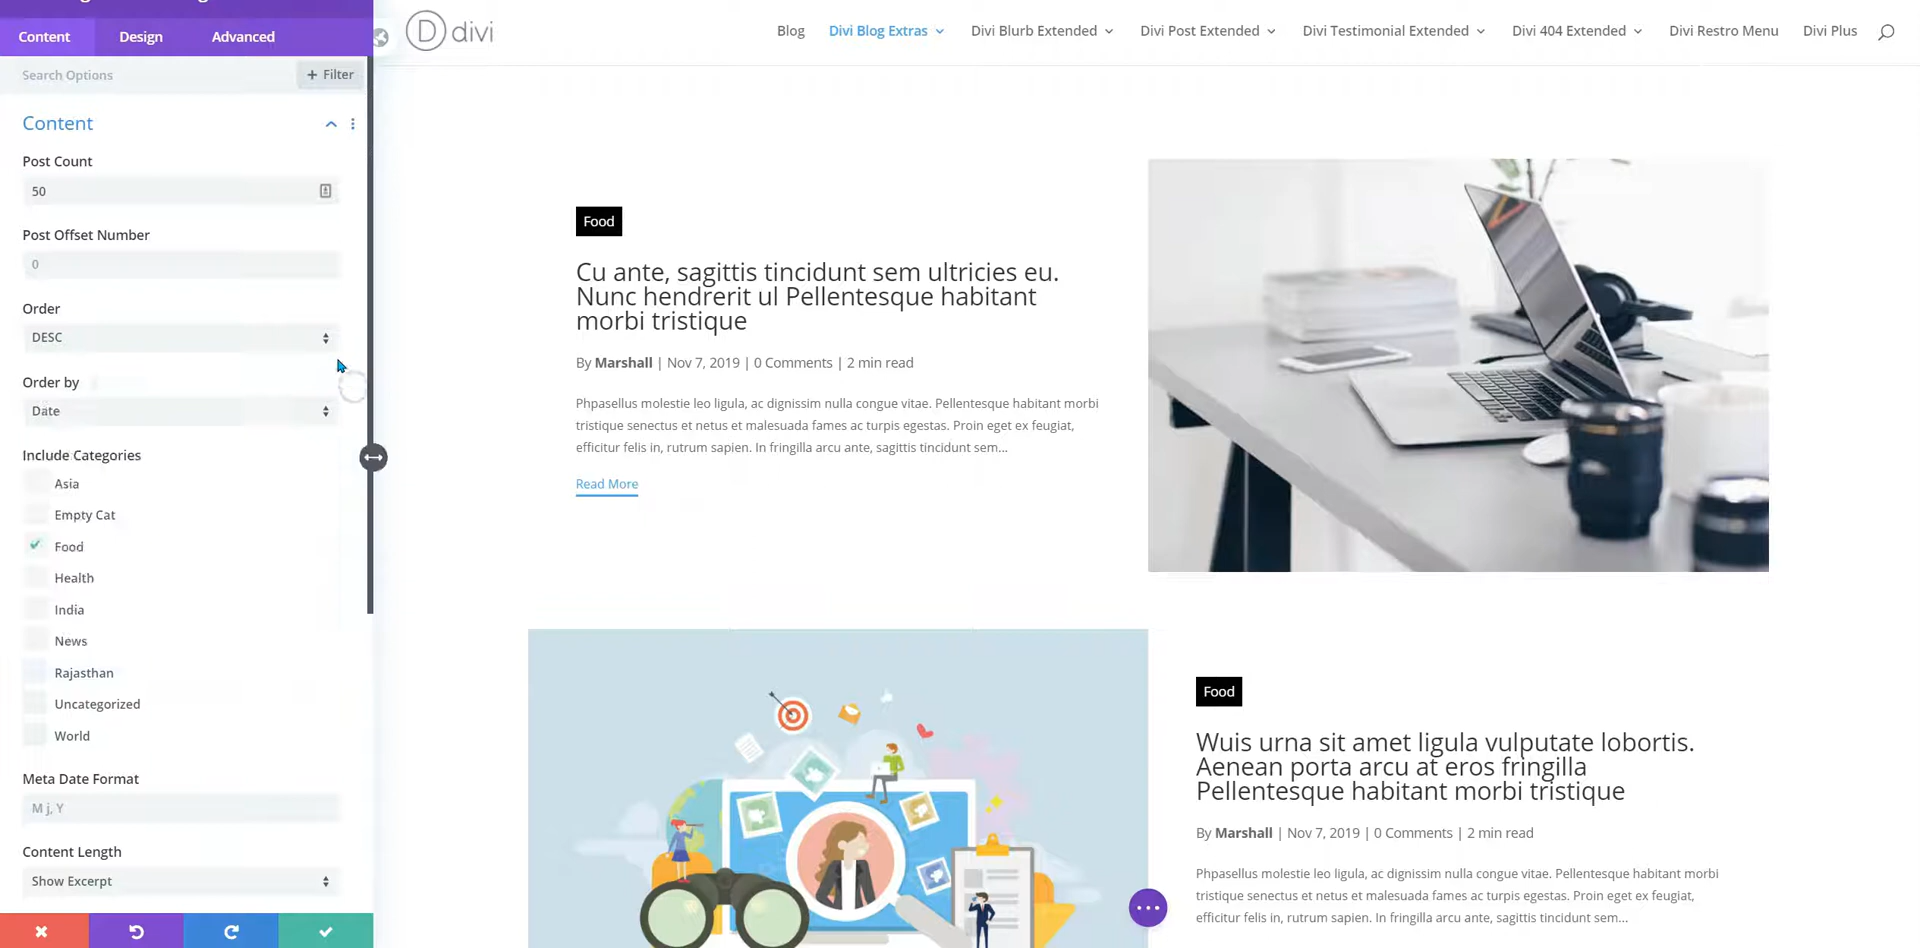 Content
Design
Advanced
Search Options
+ Filter
Content
Post Count
50
Post Offset Number
0
Order
DESC
Order by
Date
Include Categories
Asia
Empty Cat
Food
Health
India
News
Rajasthan
Uncategorized
World
Meta Date Format
M j, Y
Content Length
Show Excerpt
D divi
Blog
Divi Blog Extras
Divi Blurb Extended
Divi Post Extended
Divi Testimonial Extended
Divi 404 Extended
Divi Restro Menu
Divi Plus
Food
Cu ante, sagittis tincidunt sem ultricies eu.
Nunc hendrerit ul Pellentesque habitant
morbi tristique
By Marshall | Nov 7, 2019 | 0 Comments | 2 min read
Phpasellus molestie leo ligula, ac dignissim nulla congue vitae. Pellentesque habitant morbi
tristique senectus et netus et malesuada fames ac turpis egestas. Proin eget ex feugiat,
efficitur felis in, rutrum sapien. In fringilla arcu ante, sagittis tincidunt sem...
Read More
Food
Wuis urna sit amet ligula vulputate lobortis.
Aenean porta arcu at eros fringilla
Pellentesque habitant morbi tristique
By Marshall | Nov 7, 2019 | 0 Comments | 2 min read
Phpasellus molestie leo ligula, ac dignissim nulla congue vitae. Pellentesque habitant morbi
tristique senectus et netus et malesuada fames ac turpis egestas. Proin eget ex feugiat,
efficitur felis in, rutrum sapien. In fringilla arcu ante, sagittis tincidunt sem...